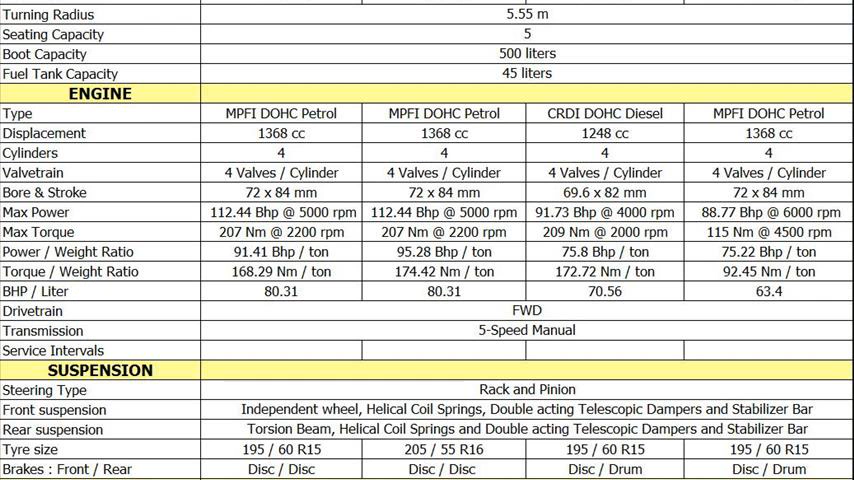 Turning Radius 5.55 m
Seating Capacity 5
Boot Capacity 500 liters
Fuel Tank Capacity 45 liters
ENGINE
Type MPFI DOHC Petrol MPFI DOHC Petrol CRDI DOHC Diesel MPFI DOHC Petrol
Displacement 1368 cc 1368 cc 1248 cc 1368 cc
Cylinders 4 4 4 4
Valvetrain 4 Valves / Cylinder 4 Valves / Cylinder 4 Valves / Cylinder 4 Valves / Cylinder
Bore & Stroke 72 x 84 mm 72 x 84 mm 69.6 x 82 mm 72 x 84 mm
Max Power 112.44 Bhp @ 5000 rpm 112.44 Bhp @ 5000 rpm 91.73 Bhp @ 4000 rpm 88.77 Bhp @ 6000 rpm
Max Torque 207 Nm @ 2200 rpm 207 Nm @ 2200 rpm 209 Nm @ 2000 rpm 115 Nm @ 4500 rpm
Power / Weight Ratio 91.41 Bhp / ton 95.28 Bhp / ton 75.8 Bhp / ton 75.22 Bhp / ton
Torque / Weight Ratio 168.29 Nm / ton 174.42 Nm / ton 172.72 Nm / ton 92.45 Nm / ton
BHP / Liter 80.31 80.31 70.56 63.4
Drivetrain FWD
Transmission 5-Speed Manual
Service Intervals
SUSPENSION
Steering Type Rack and Pinion
Front suspension Independent wheel, Helical Coil Springs, Double acting Telescopic Dampers and Stabilizer Bar
Rear suspension Torsion Beam, Helical Coil Springs and Double acting Telescopic Dampers and Stabilizer Bar
Tyre size 195 / 60 R15 205 / 55 R16 195 / 60 R15 195 / 60 R15
Brakes : Front / Rear Disc / Disc Disc / Disc Disc / Drum Disc / Drum